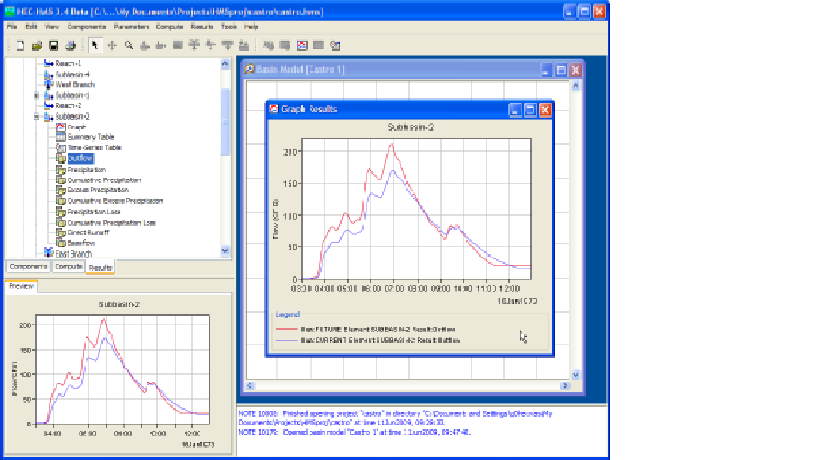 HEC-HMS 3.4 Beta [C:\...\My Documents\Projects\HMSproj\castro\castro.hms]
File Edit View Components Parameters Compute Results Tools Help
Reach-1
Subbasin-4
West Branch
Subbasin-1
Reach-2
Subbasin-2
Graph
Summary Table
Time-Series Table
Outflow
Precipitation
Cumulative Precipitation
Excess Precipitation
Cumulative Excess Precipitation
Precipitation Loss
Cumulative Precipitation Loss
Direct Runoff
Baseflow
East Branch
Components Compute Results
Preview
Subbasin-2
200
150
100
50
0
Flow (CFS)
04:00 06:00 08:00 10:00 12:00
16Jan1973
Basin Model [Castro 1]
Graph Results
Subbasin-2
210
150
100
50
0
Flow (CFS)
03:00 04:00 05:00 06:00 07:00 08:00 09:00 10:00 11:00 12:00
16Jan1973
Legend
Run:FUTURE Element:SUBBASIN-2 Result:Outflow
Run:CURRENT Element:SUBBASIN-2 Result:Outflow
NOTE 10008: Finished opening project "castro" in directory "C:\Documents and Settings\ \My
Documents\Projects\HMSproj\castro" at time 11Jun2009,
NOTE 10179: Opened basin model "Castro 1" at time 11Jun2009, 09:47:48.